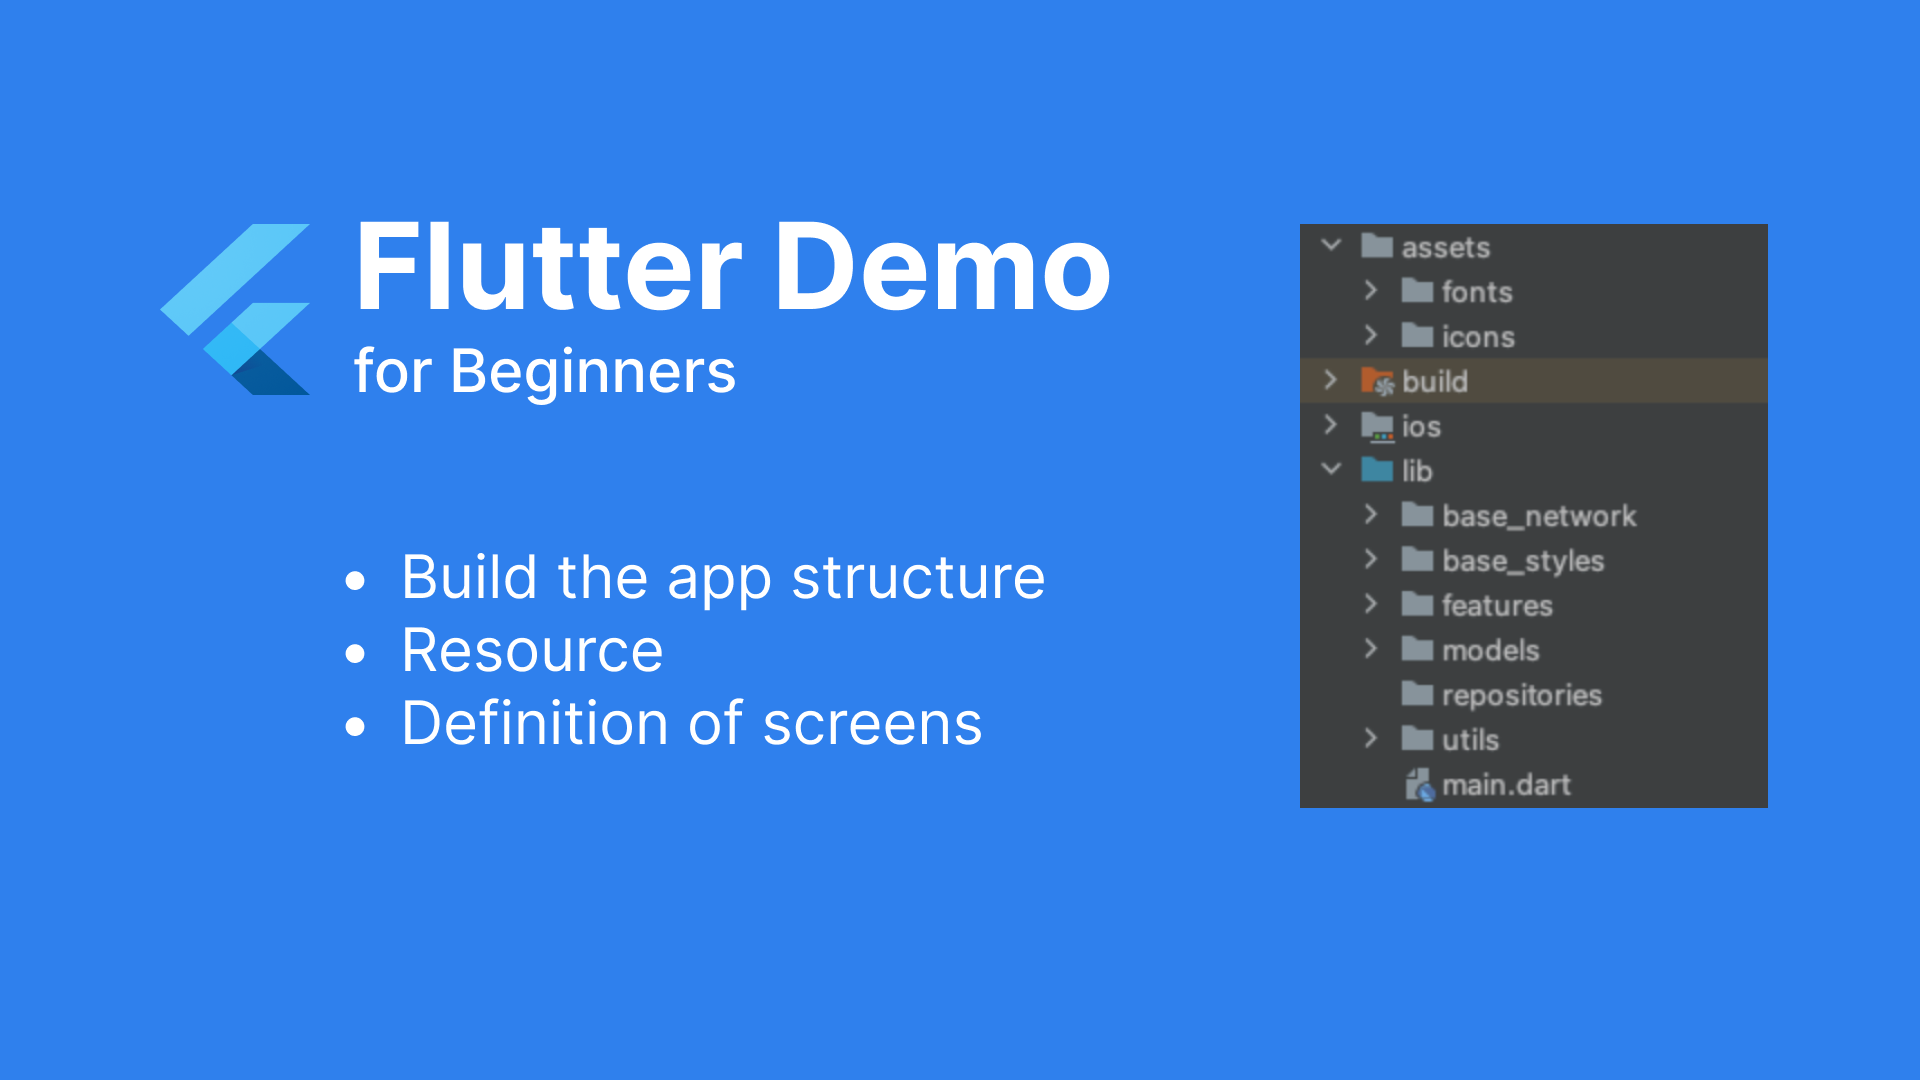 Flutter Demo
for Beginners
• Build the app structure
• Resource
• Definition of screens
assets
fonts
icons
build
ios
lib
base_network
base_styles
features
models
repositories
utils
main.dart